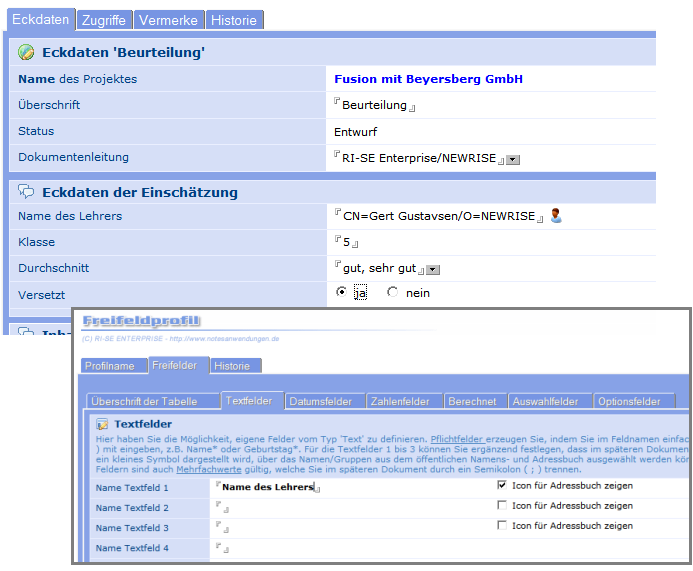 Eckdaten Zugriffe Vermerke Historie
Eckdaten 'Beurteilung'
Name des Projektes Fusion mit Beyersberg GmbH
Überschrift Beurteilung
Status Entwurf
Dokumentenleitung RI-SE Enterprise/NEWRISE
Eckdaten der Einschätzung
Name des Lehrers CN=Gert Gustavsen/O=NEWRISE
Klasse 5
Durchschnitt gut, sehr gut
Versetzt ja nein
Freifeldprofil
(C) RI-SE ENTERPRISE - http://www.notesanwendungen.de
Profilname Freifelder Historie
Überschrift der Tabelle Textfelder Datumsfelder Zahlenfelder Berechnet Auswahlfelder Optionsfelder
Textfelder
Hier haben Sie die Möglichkeit, eigene Felder vom Typ 'Text' zu definieren. Pflichtfelder erzeugen Sie, indem Sie im Feldnamen einfac
) mit eingeben, z.B. Name* oder Geburtstag*. Für die Textfelder 1 bis 3 können Sie ergänzend festlegen, dass im späteren Dokumen
ein kleines Symbol dargestellt wird, über das Namen/Gruppen aus dem öffentlichen Namens- und Adressbuch ausgewählt werden kör
Feldern sind auch Mehrfachwerte gültig, welche Sie im späteren Dokument durch ein Semikolon ( ; ) trennen.
Name Textfeld 1 Name des Lehrers Icon für Adressbuch zeigen
Name Textfeld 2 Icon für Adressbuch zeigen
Name Textfeld 3 Icon für Adressbuch zeigen
Name Textfeld 4